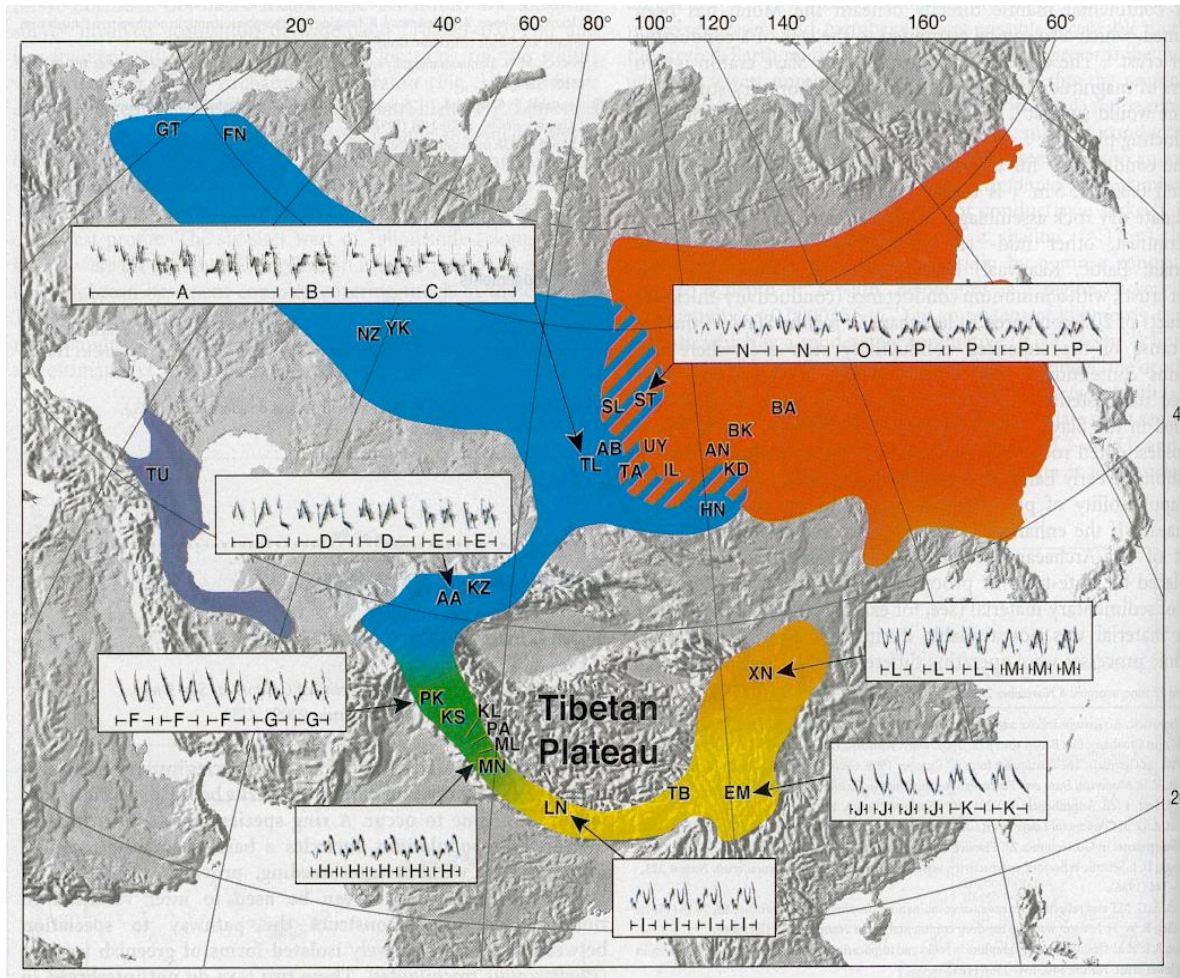 20° 40° 60° 80° 100° 120° 160° 60°
GT FN
A B C
NZ YK
N N O P P P P
BA
SL ST
4
BK
AB UY AN
TL TA IL KD
TU
HN
D D D E E
AA KZ
L L L M M M
XN
PK KL
KS PA
ML
F F F G G
Tibetan
Plateau
MN
LN TB EM
20
J J J J K K
H H H H H
I I I I